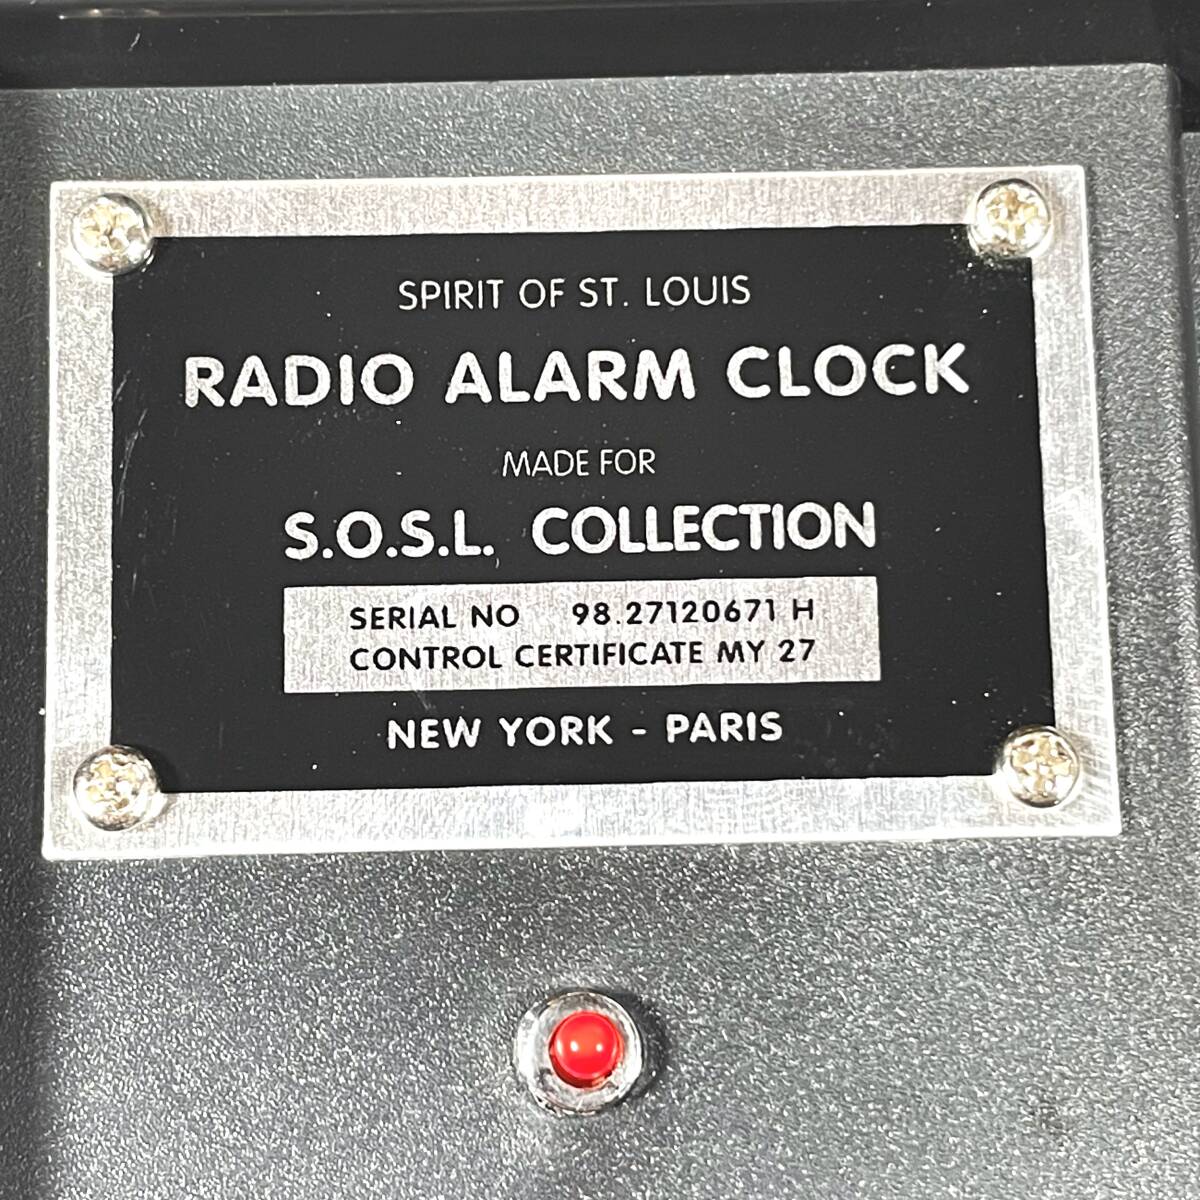 SPIRIT OF ST. LOUIS
RADIO ALARM CLOCK
MADE FOR
S.O.S.L. COLLECTION
SERIAL NO 98.27120671 H
CONTROL CERTIFICATE MY 27
NEW YORK - PARIS